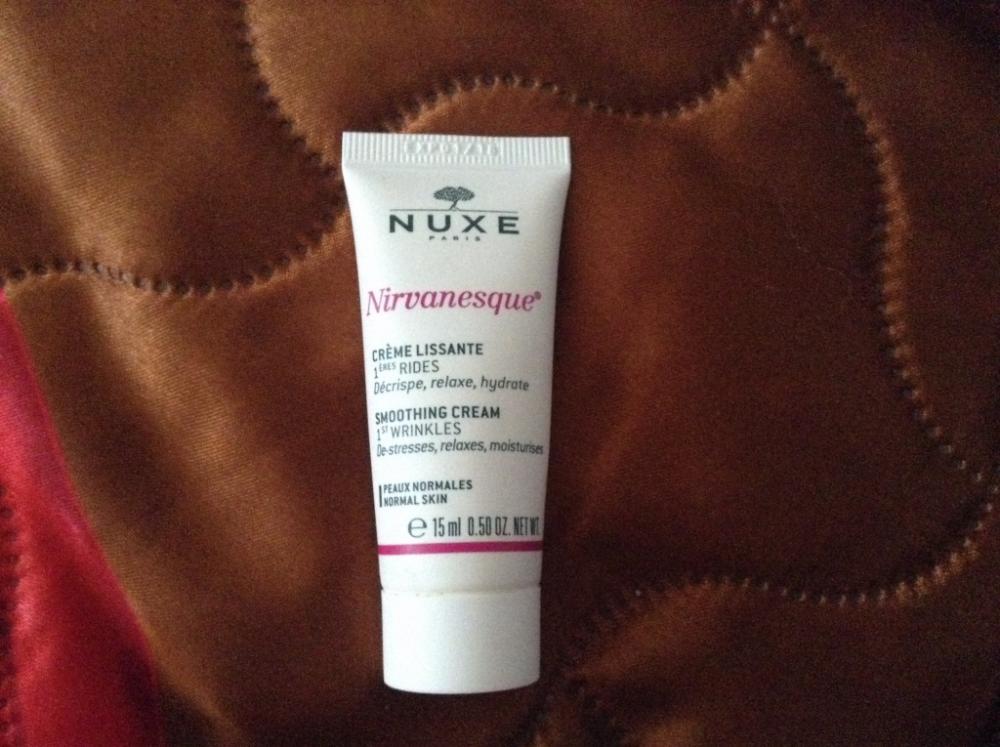 NUXE
PARIS
Nirvanesque®
CRÈME LISSANTE
1ÈRES RIDES
Décrispe, relaxe, hydrate
SMOOTHING CREAM
1ST WRINKLES
De-stresses, relaxes, moisturises
PEAUX NORMALES
NORMAL SKIN
℮ 15 ml 0.50 OZ. NET WT.